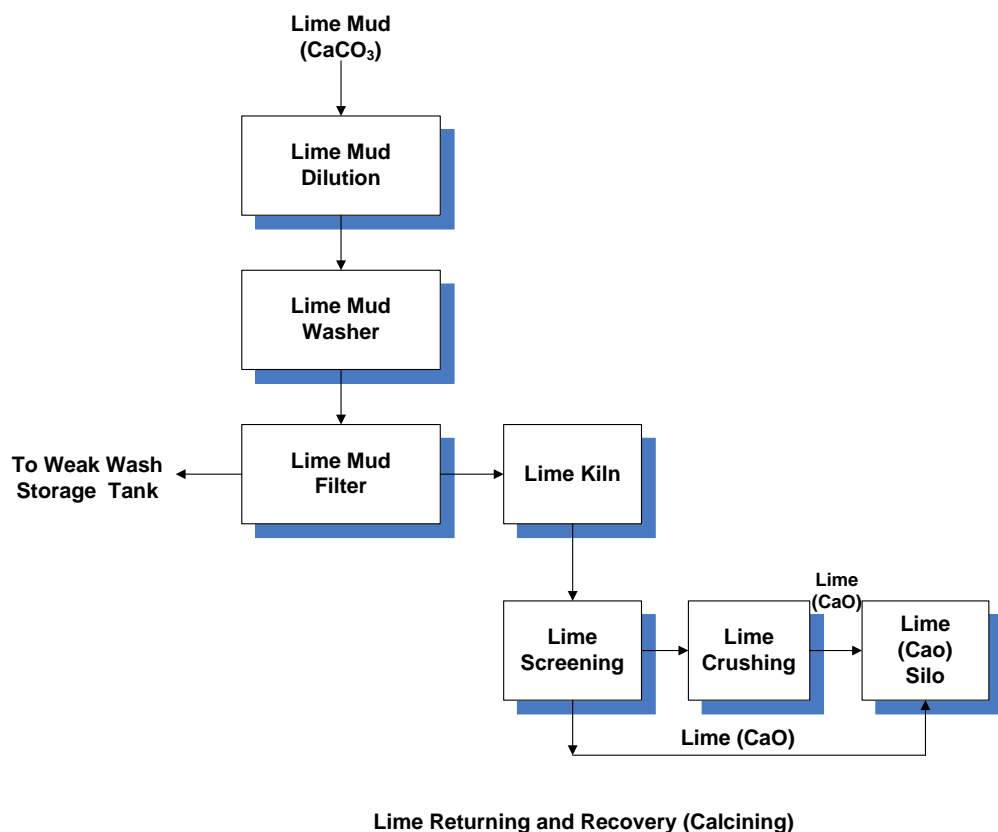 Lime Mud
(CaCO₃)
Lime Mud
Dilution
Lime Mud
Washer
To Weak Wash
Storage Tank
Lime Mud
Filter
Lime Kiln
Lime
Screening
Lime
Crushing
Lime
(CaO)
Lime
(Cao)
Silo
Lime (CaO)
Lime Returning and Recovery (Calcining)